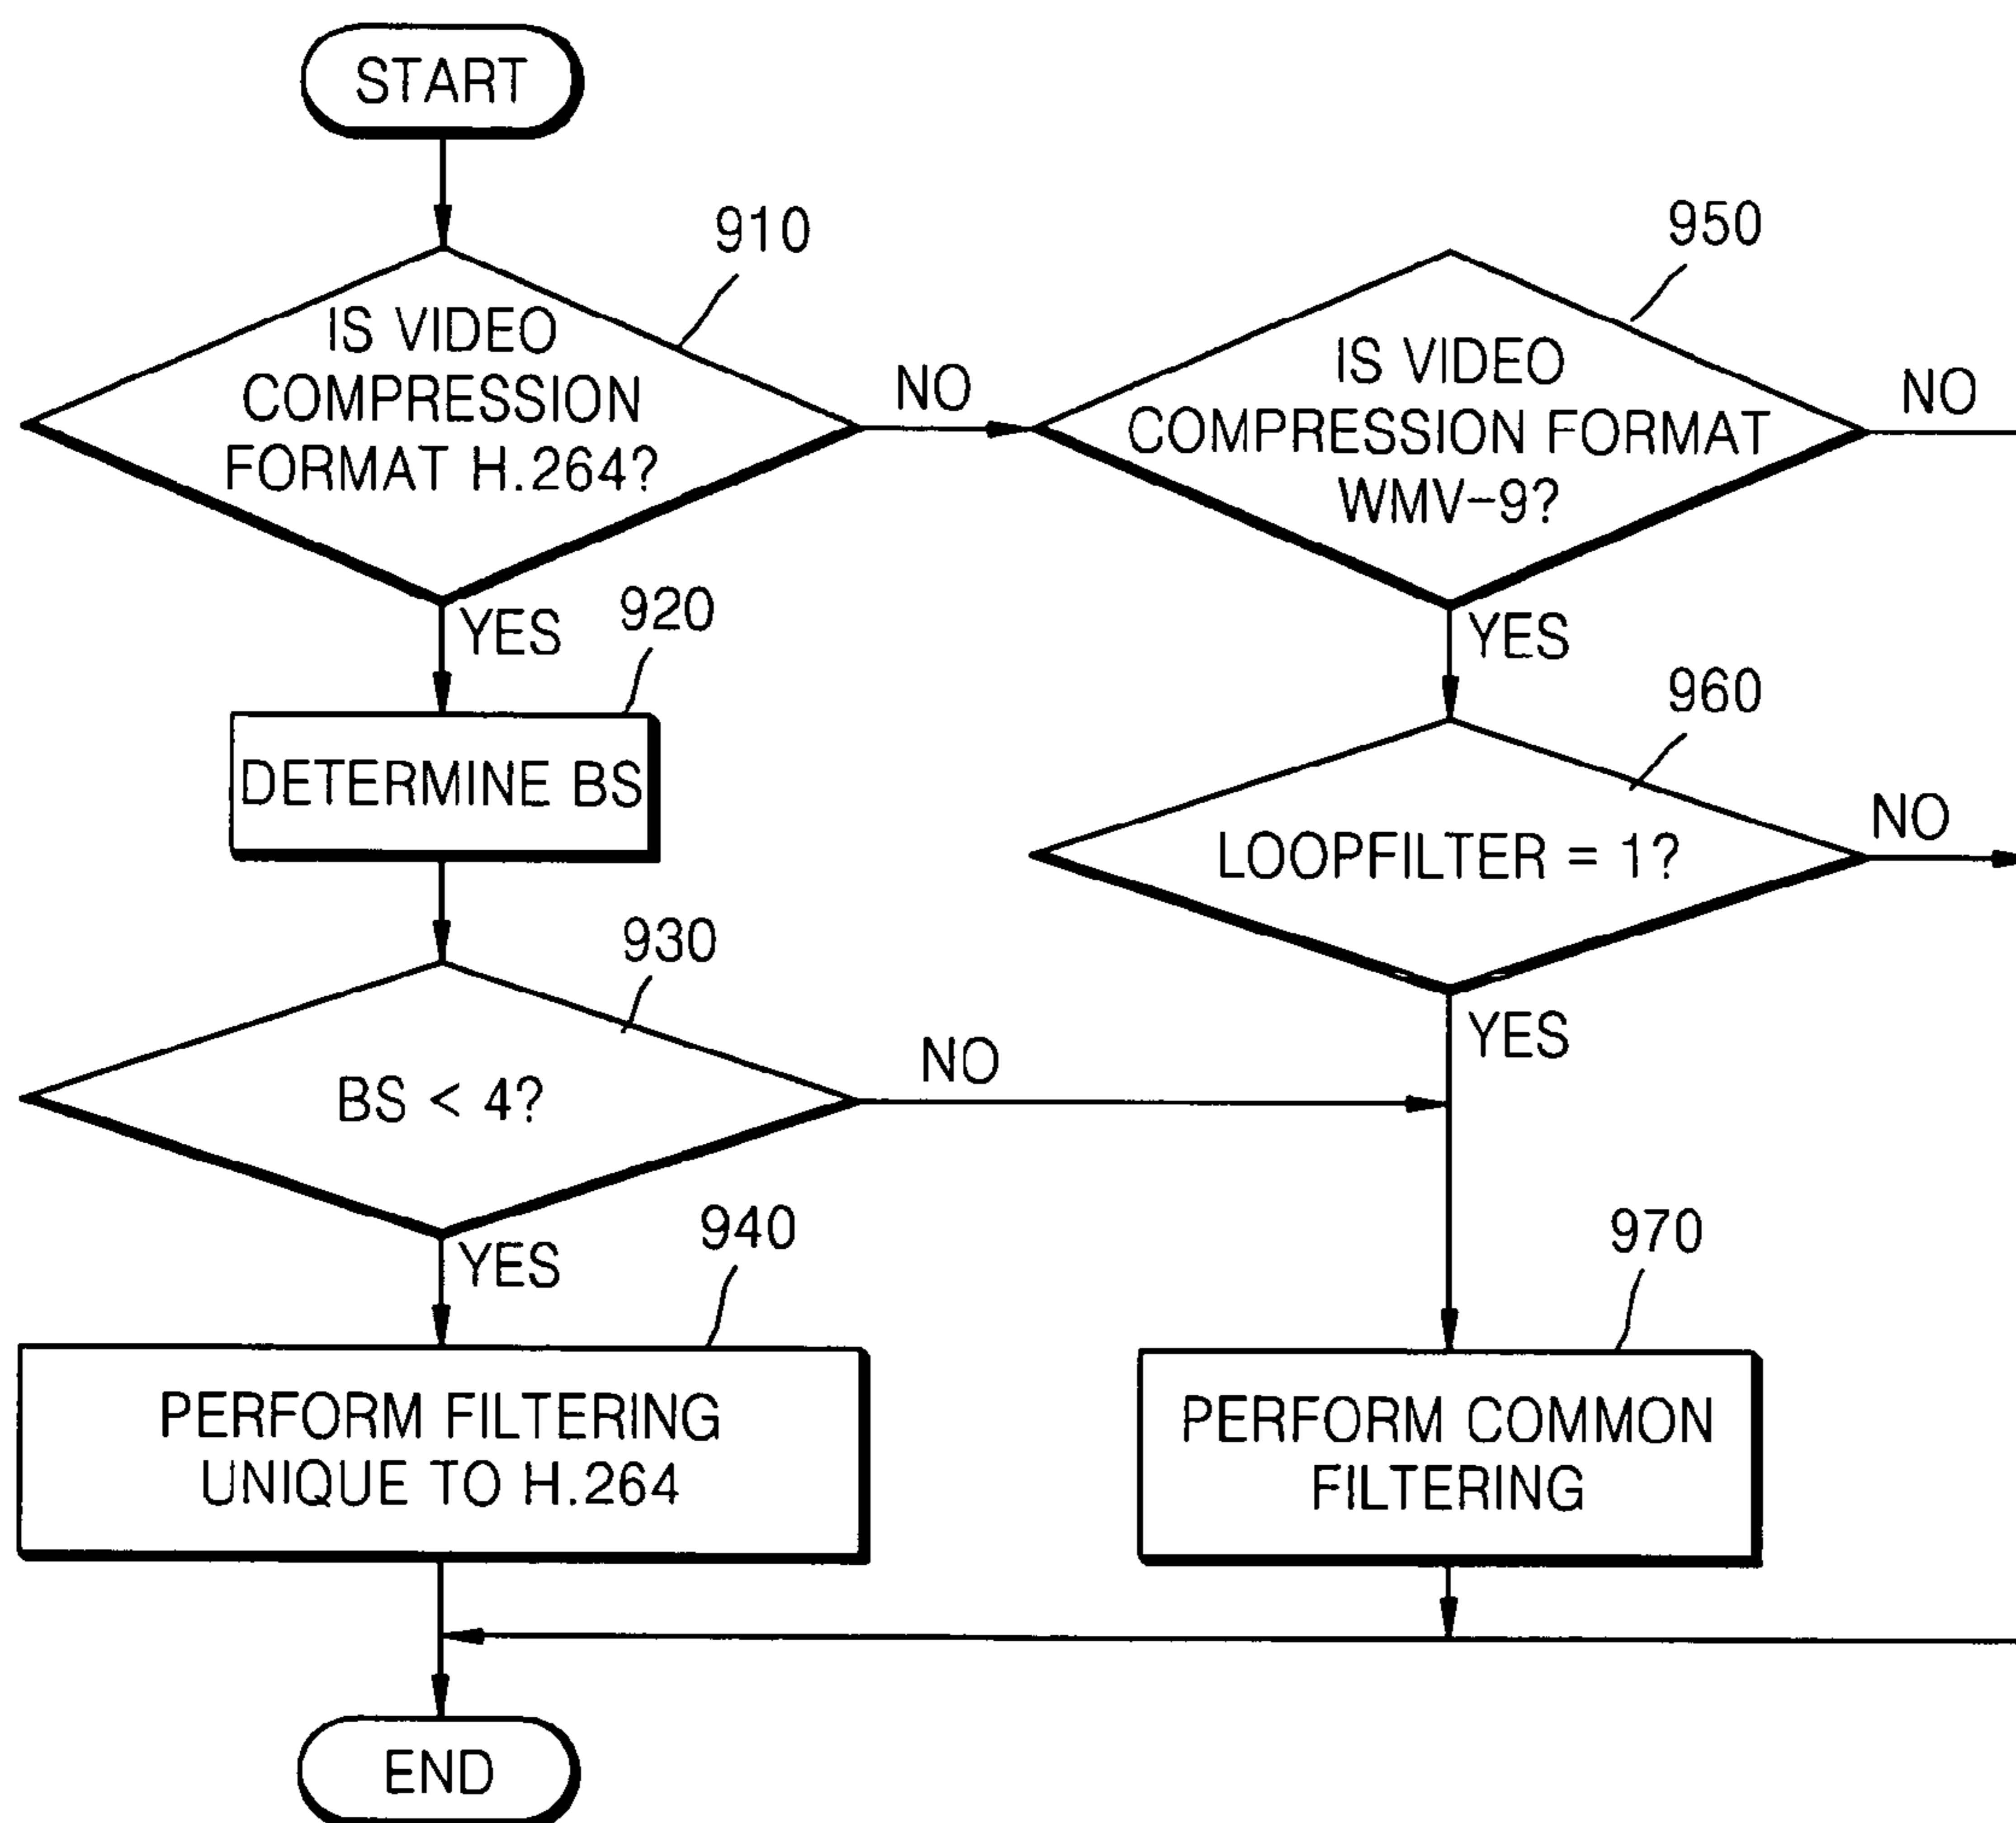 START
910
IS VIDEO
COMPRESSION
FORMAT H.264?
NO
YES
950
IS VIDEO
COMPRESSION FORMAT
WMV-9?
NO
YES
920
DETERMINE BS
960
LOOPFILTER = 1?
NO
YES
930
BS < 4?
NO
YES
940
PERFORM FILTERING
UNIQUE TO H.264
970
PERFORM COMMON
FILTERING
END